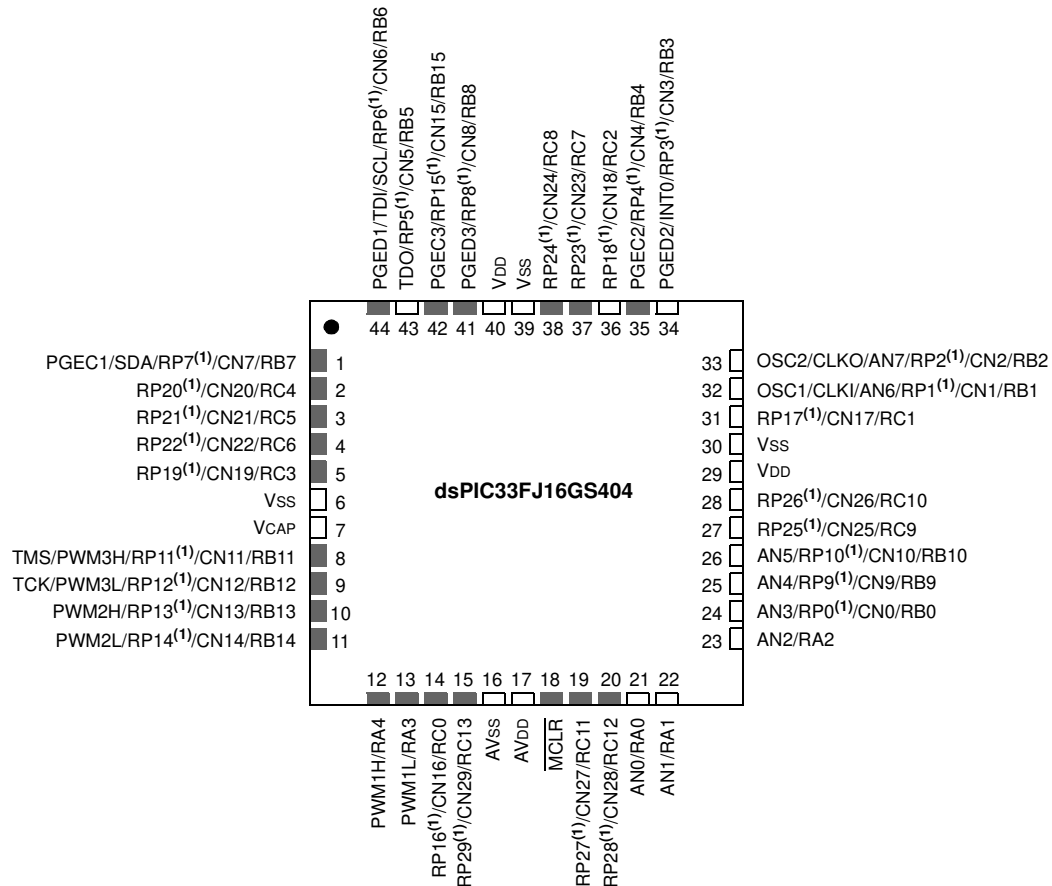 PGED1/TDI/SCL/RP6(1)/CN6/RB6
TDO/RP5(1)/CN5/RB5
PGEC3/RP15(1)/CN15/RB15
PGED3/RP8(1)/CN8/RB8
VDD
VSS
RP24(1)/CN24/RC8
RP23(1)/CN23/RC7
RP18(1)/CN18/RC2
PGEC2/RP4(1)/CN4/RB4
PGED2/INT0/RP3(1)/CN3/RB3
44 43 42 41 40 39 38 37 36 35 34
PGEC1/SDA/RP7(1)/CN7/RB7 1
RP20(1)/CN20/RC4 2
RP21(1)/CN21/RC5 3
RP22(1)/CN22/RC6 4
RP19(1)/CN19/RC3 5
VSS 6
VCAP 7
TMS/PWM3H/RP11(1)/CN11/RB11 8
TCK/PWM3L/RP12(1)/CN12/RB12 9
PWM2H/RP13(1)/CN13/RB13 10
PWM2L/RP14(1)/CN14/RB14 11
dsPIC33FJ16GS404
33 OSC2/CLKO/AN7/RP2(1)/CN2/RB2
32 OSC1/CLKI/AN6/RP1(1)/CN1/RB1
31 RP17(1)/CN17/RC1
30 VSS
29 VDD
28 RP26(1)/CN26/RC10
27 RP25(1)/CN25/RC9
26 AN5/RP10(1)/CN10/RB10
25 AN4/RP9(1)/CN9/RB9
24 AN3/RP0(1)/CN0/RB0
23 AN2/RA2
12 13 14 15 16 17 18 19 20 21 22
PWM1H/RA4
PWM1L/RA3
RP16(1)/CN16/RC0
RP29(1)/CN29/RC13
AVSS
AVDD
MCLR
RP27(1)/CN27/RC11
RP28(1)/CN28/RC12
AN0/RA0
AN1/RA1